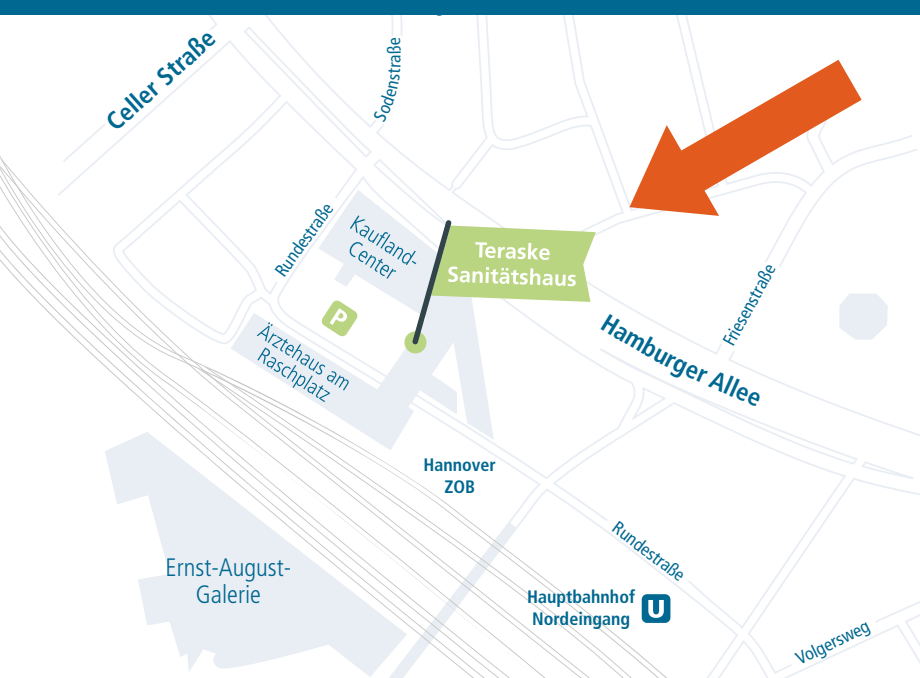 Celler Straße
Sodenstraße
Rundestraße
Kaufland-
Center
Teraske
Sanitätshaus
P
Ärztehaus am
Raschplatz
Friesenstraße
Hamburger Allee
Hannover
ZOB
Rundestraße
Ernst-August-
Galerie
Hauptbahnhof
Nordeingang
U
Volgersweg